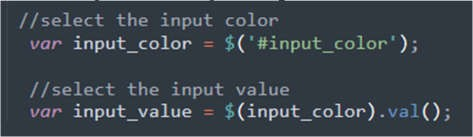 //select the input color
var input_color = $('#input_color');
//select the input value
var input_value = $(input_color).val();